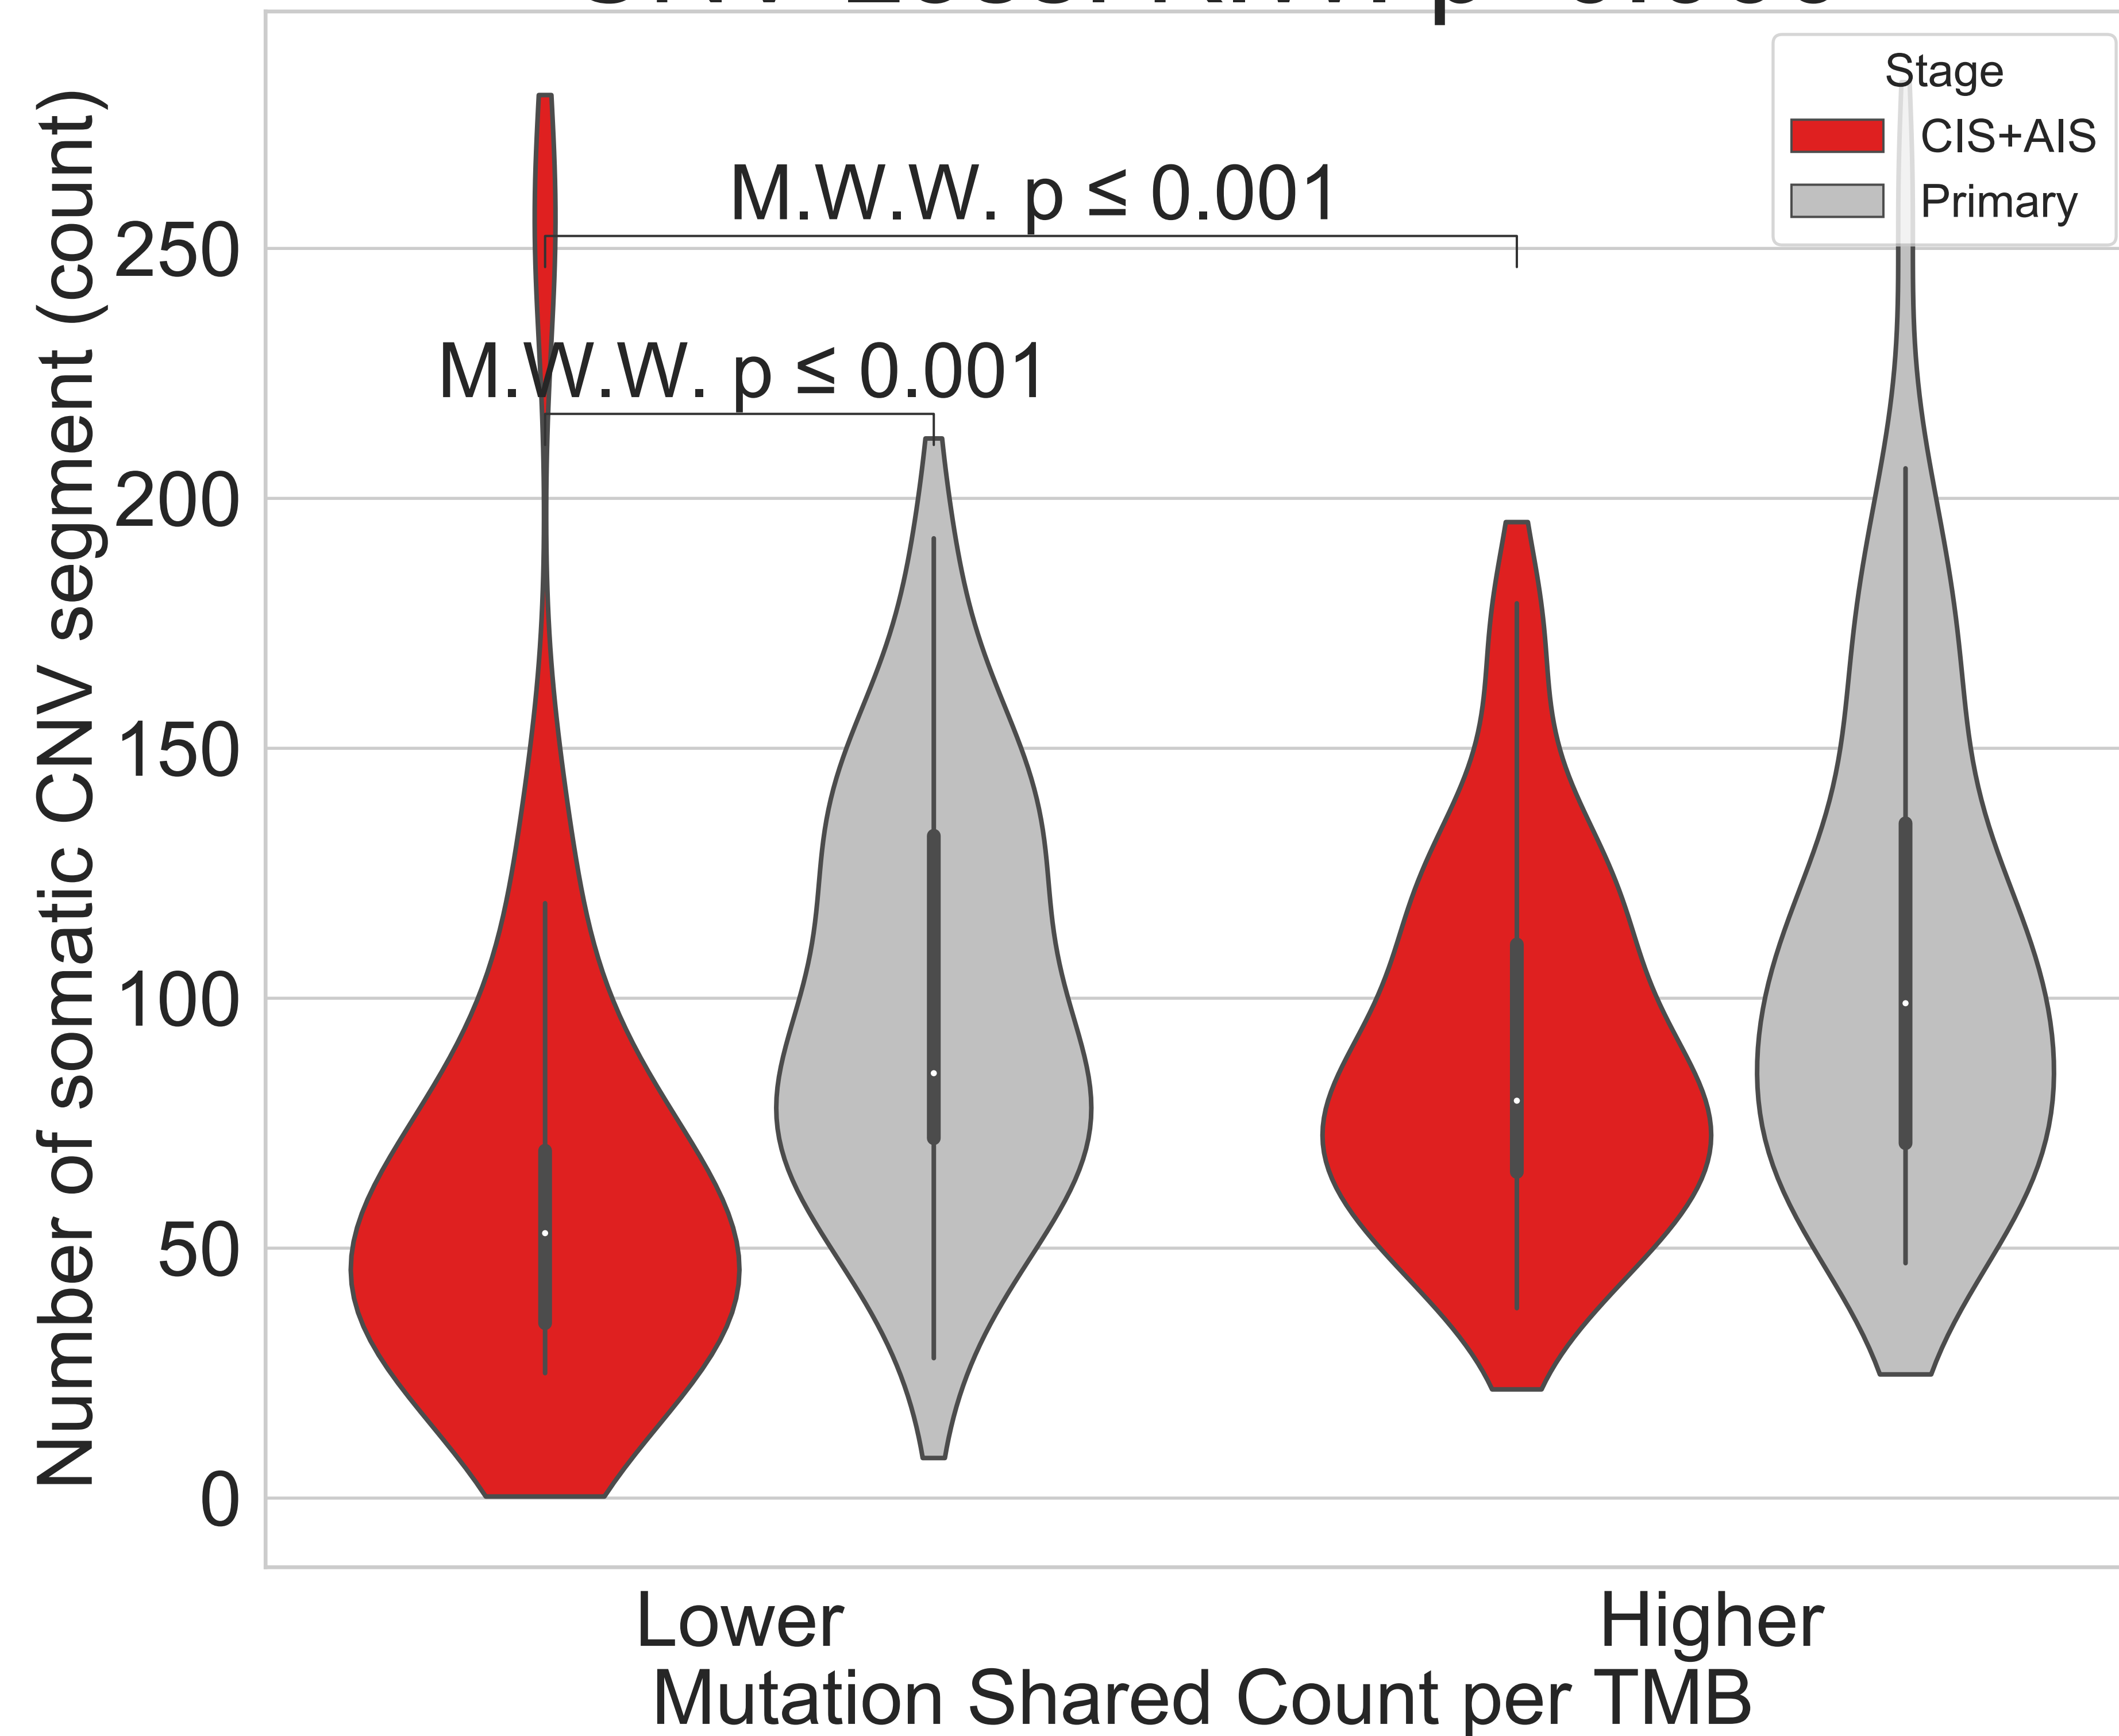 Stage
CIS+AIS
Primary
M.W.W. p ≤ 0.001
M.W.W. p ≤ 0.001
Number of somatic CNV segment (count)
250
200
150
100
50
0
Lower
Higher
Mutation Shared Count per TMB